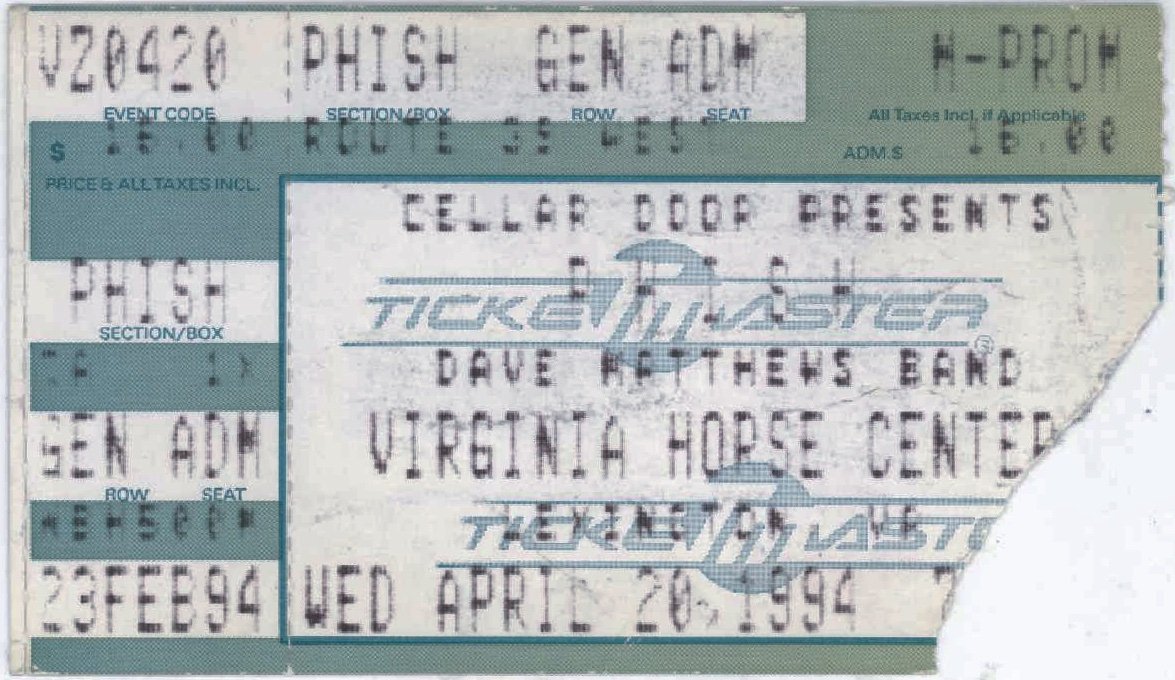 V20420 PHISH GEN ADM M-PROM
EVENT CODE SECTION/BOX ROW SEAT All Taxes Incl. if Applicable
$ 16.00 ROUTE 39 WEST ADM.$ 16.00
PRICE & ALL TAXES INCL.
CELLAR DOOR PRESENTS
PHISH
SECTION/BOX
P H I S H
TICKETMASTER®
DAVE MATTHEWS BAND
CA
GEN ADM
ROW SEAT
VIRGINIA HORSE CENTER
LEXINGTON VA
TICKETMAST
23FEB94
WED APRIL 20, 1994